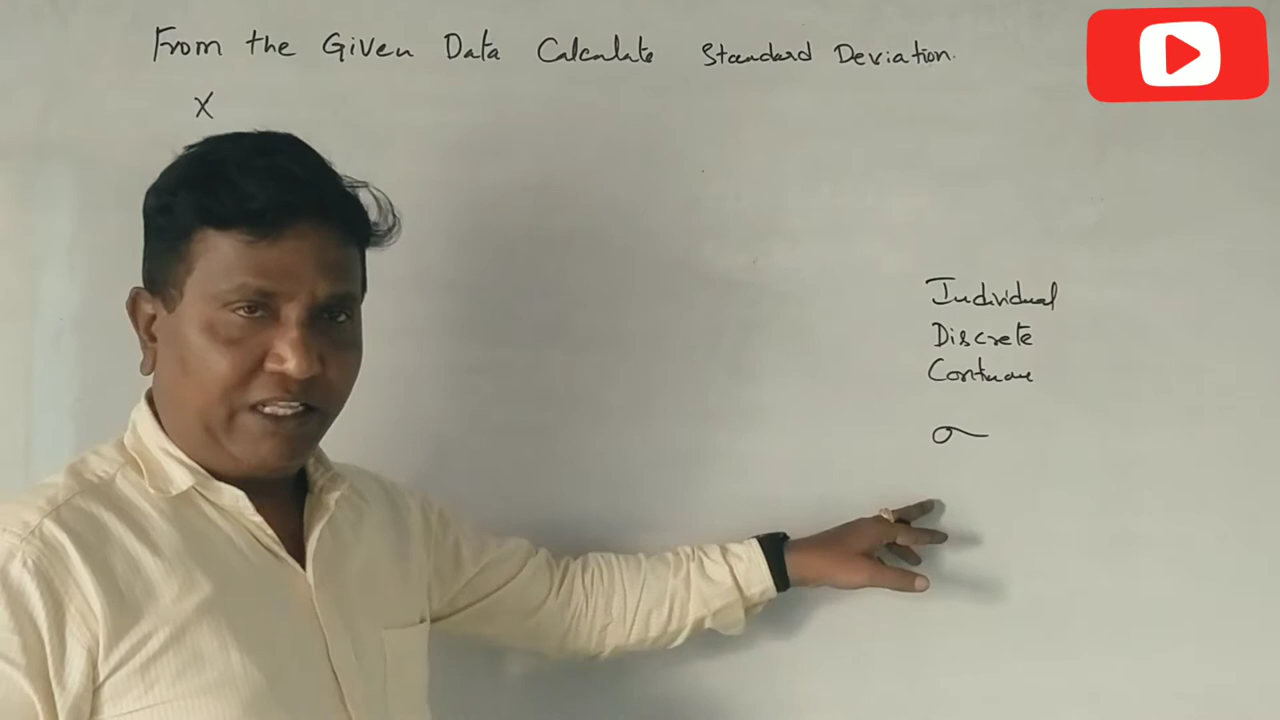 From the Given Data Calculate Standard Deviation.
X
Individual
Discrete
σ